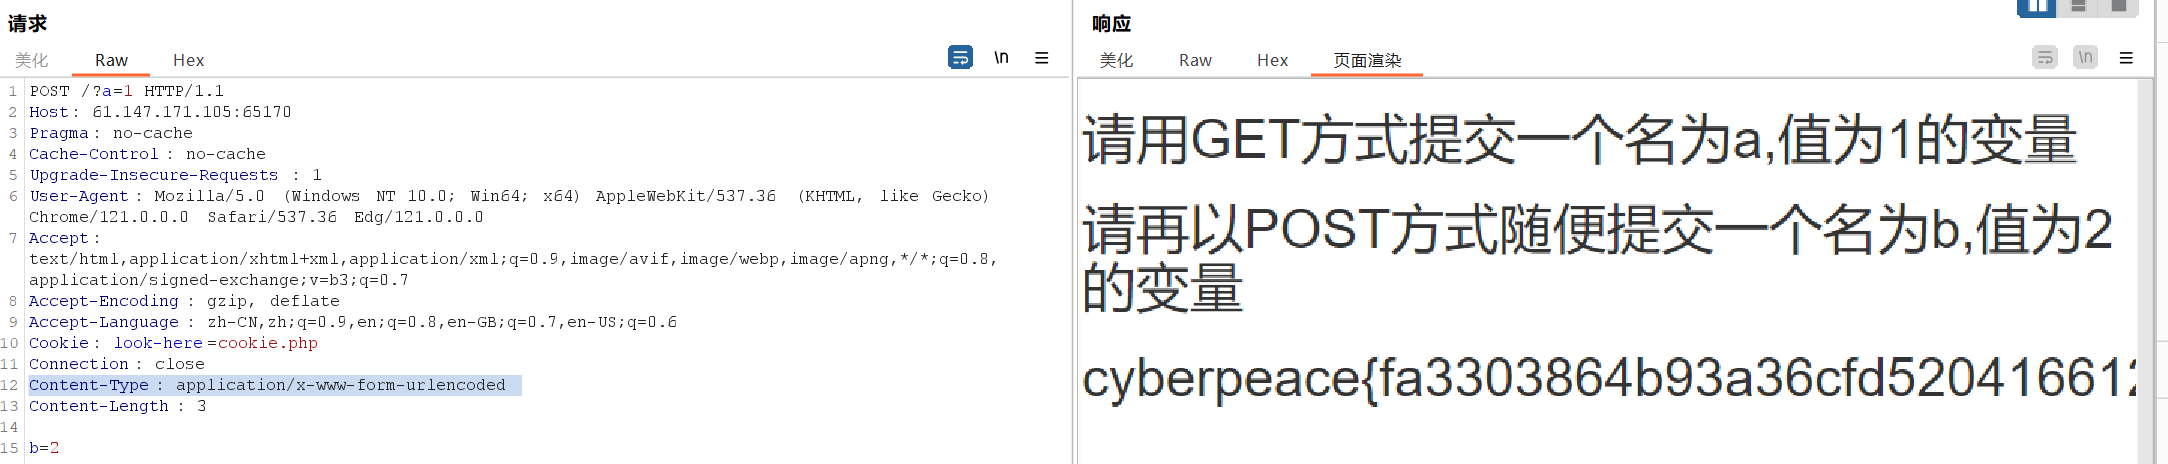 请求
美化 Raw Hex
\n
1 POST /?a=1 HTTP/1.1
2 Host: 61.147.171.105:65170
3 Pragma: no-cache
4 Cache-Control: no-cache
5 Upgrade-Insecure-Requests : 1
6 User-Agent: Mozilla/5.0 (Windows NT 10.0; Win64; x64) AppleWebKit/537.36 (KHTML, like Gecko)
Chrome/121.0.0.0 Safari/537.36 Edg/121.0.0.0
7 Accept:
text/html,application/xhtml+xml,application/xml;q=0.9,image/avif,image/webp,image/apng,*/*;q=0.8,
application/signed-exchange;v=b3;q=0.7
8 Accept-Encoding: gzip, deflate
9 Accept-Language: zh-CN,zh;q=0.9,en;q=0.8,en-GB;q=0.7,en-US;q=0.6
10 Cookie: look-here=cookie.php
11 Connection: close
12 Content-Type: application/x-www-form-urlencoded
13 Content-Length: 3
14
15 b=2
响应
美化 Raw Hex 页面渲染
\n
请用GET方式提交一个名为a,值为1的变量
请再以POST方式随便提交一个名为b,值为2
的变量
cyberpeace{fa3303864b93a36cfd520416612